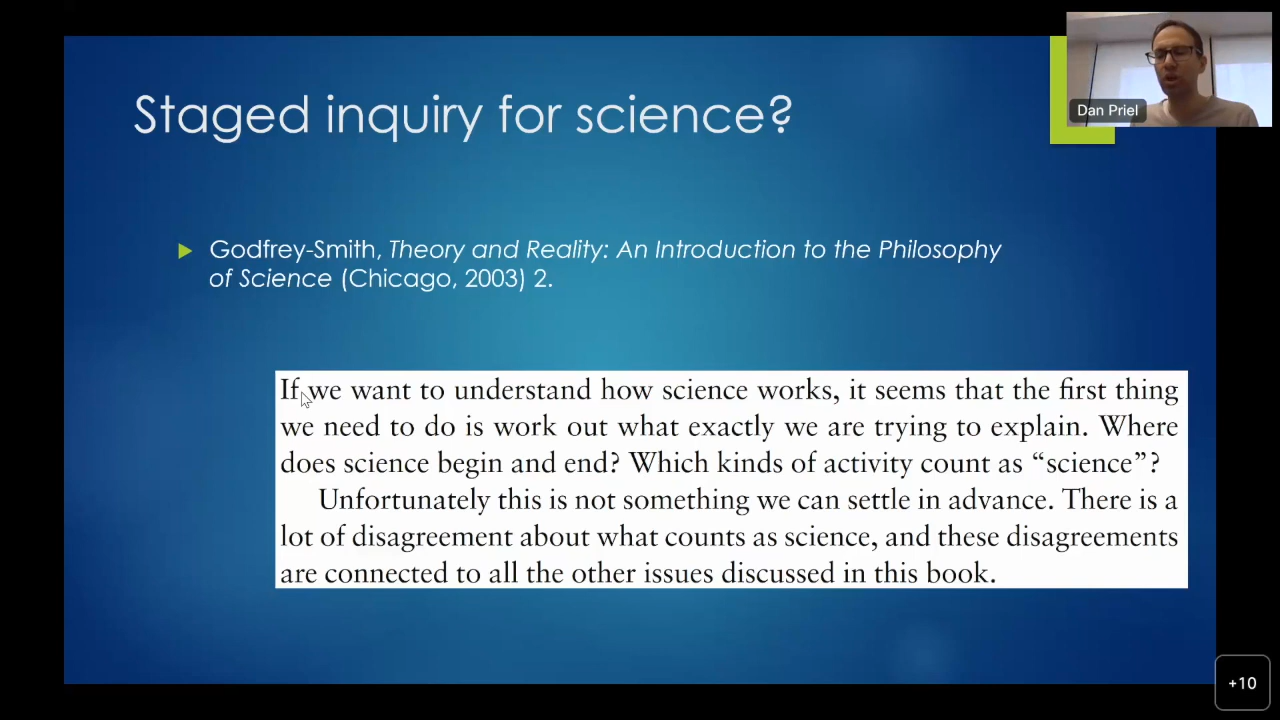 Staged inquiry for science?
Dan Priel
Godfrey-Smith, Theory and Reality: An Introduction to the Philosophy
of Science (Chicago, 2003) 2.
If we want to understand how science works, it seems that the first thing
we need to do is work out what exactly we are trying to explain. Where
does science begin and end? Which kinds of activity count as “science”?
Unfortunately this is not something we can settle in advance. There is a
lot of disagreement about what counts as science, and these disagreements
are connected to all the other issues discussed in this book.
+10